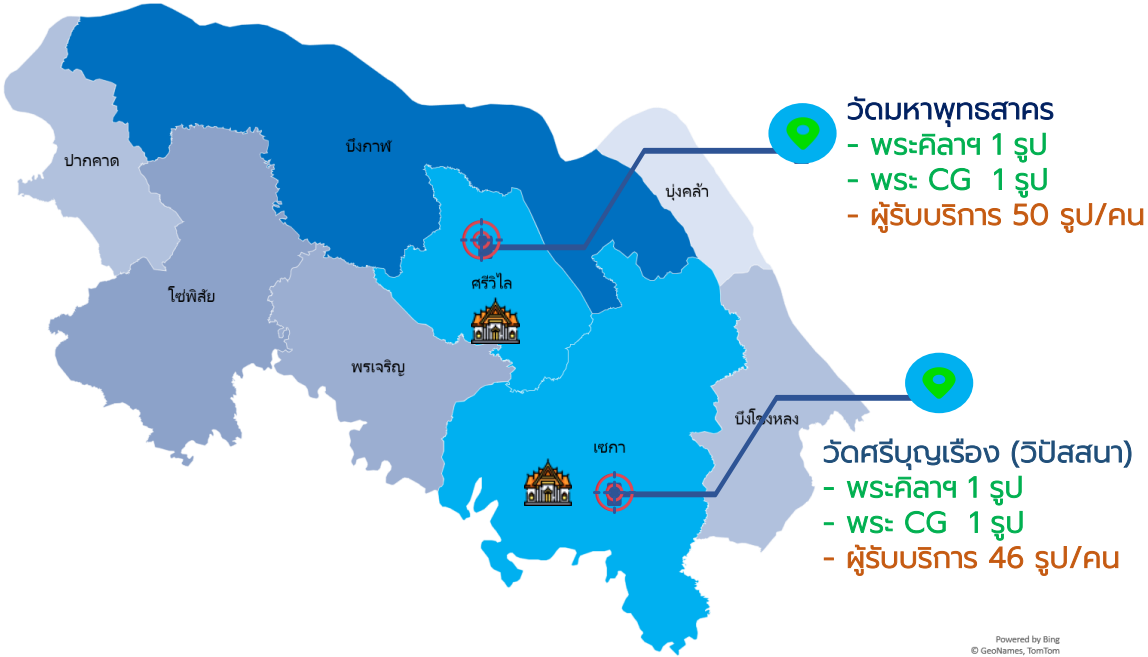 ปากคาด
บึงกาฬ
บุ่งคล้า
ศรีวิไล
โซ่พิสัย
พรเจริญ
บึงโขงหลง
เซกา
วัดมหาพุทธสาคร
- พระคิลาฯ 1 รูป
- พระ CG 1 รูป
- ผู้รับบริการ 50 รูป/คน
วัดศรีบุญเรือง (วิปัสสนา)
- พระคิลาฯ 1 รูป
- พระ CG 1 รูป
- ผู้รับบริการ 46 รูป/คน
Powered by Bing
© GeoNames, TomTom